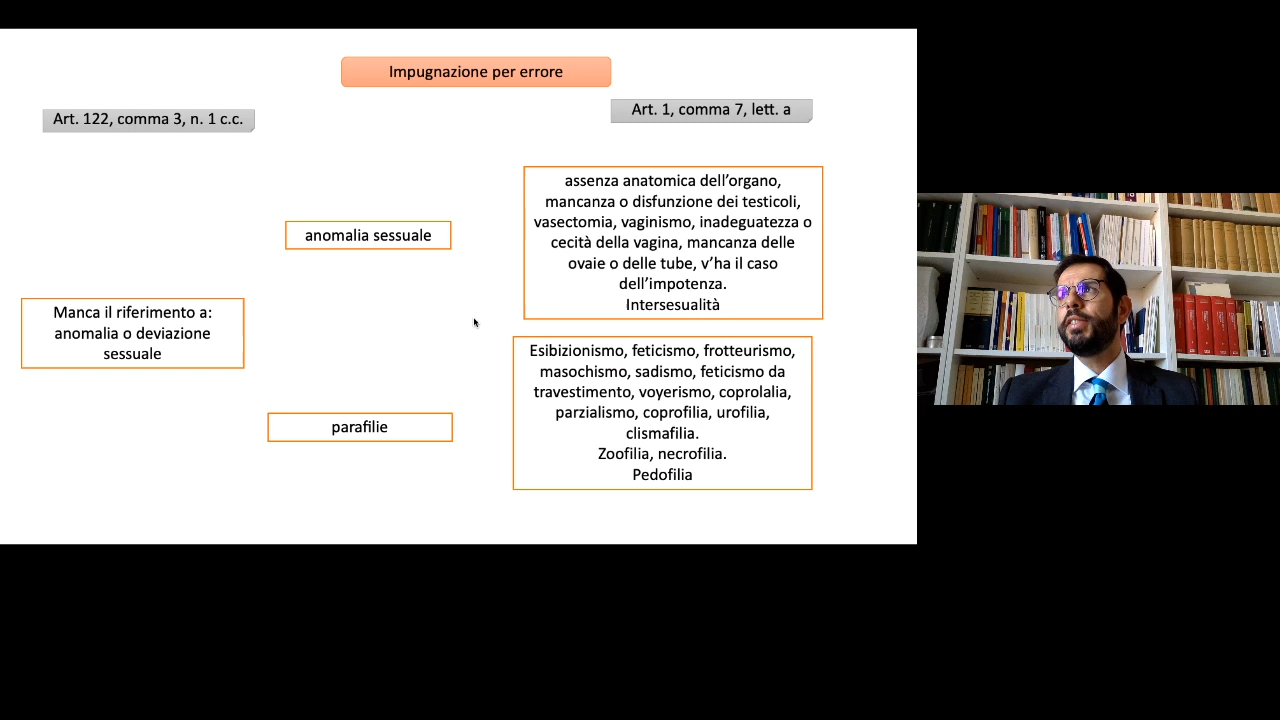 Impugnazione per errore
Art. 122, comma 3, n. 1 c.c.
Art. 1, comma 7, lett. a
anomalia sessuale
assenza anatomica dell’organo,
mancanza o disfunzione dei testicoli,
vasectomia, vaginismo, inadeguatezza o
cecità della vagina, mancanza delle
ovaie o delle tube, v’ha il caso
dell’impotenza.
Intersesualità
Manca il riferimento a:
anomalia o deviazione
sessuale
parafilie
Esibizionismo, feticismo, frotteurismo,
masochismo, sadismo, feticismo da
travestimento, voyerismo, coprolalia,
parzialismo, coprofilia, urofilia,
clismafilia.
Zoofilia, necrofilia.
Pedofilia